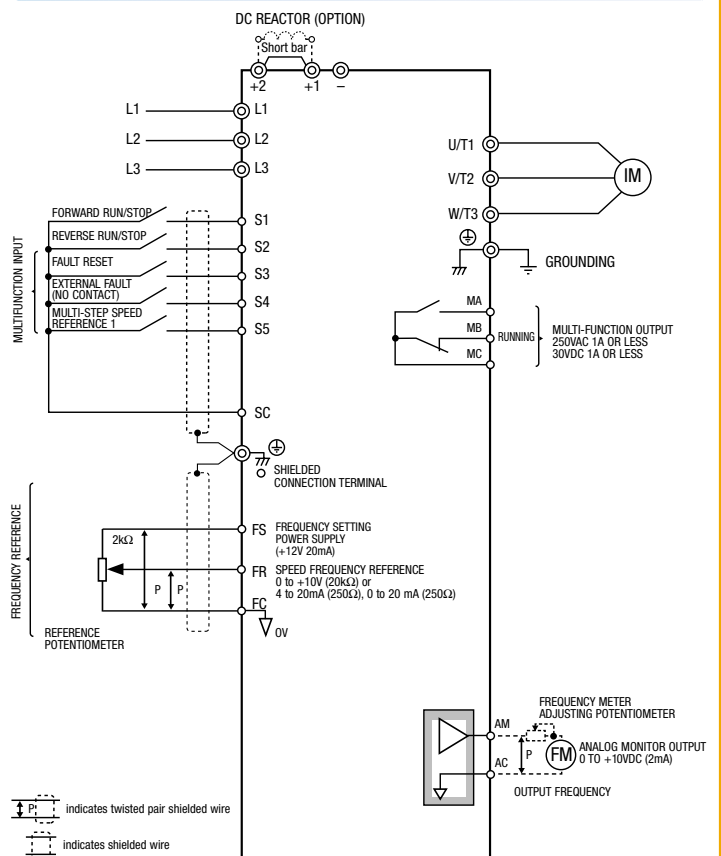 DC REACTOR (OPTION)
Short bar
+2
+1
–
L1
L1
L2
L2
L3
L3
U/T1
V/T2
W/T3
IM
GROUNDING
MULTIFUNCTION INPUT
FORWARD RUN/STOP
S1
REVERSE RUN/STOP
S2
FAULT RESET
S3
EXTERNAL FAULT
(NO CONTACT)
S4
MULTI-STEP SPEED
REFERENCE 1
S5
SC
MA
MB
MC
RUNNING
MULTI-FUNCTION OUTPUT
250VAC 1A OR LESS
30VDC 1A OR LESS
SHIELDED
CONNECTION TERMINAL
FREQUENCY REFERENCE
2kΩ
P
P
REFERENCE
POTENTIOMETER
FS
FREQUENCY SETTING
POWER SUPPLY
(+12V 20mA)
FR
SPEED FREQUENCY REFERENCE
0 to +10V (20kΩ) or
4 to 20mA (250Ω), 0 to 20 mA (250Ω)
FC
0V
FREQUENCY METER
ADJUSTING POTENTIOMETER
AM
P
FM
ANALOG MONITOR OUTPUT
0 TO +10VDC (2mA)
AC
OUTPUT FREQUENCY
P
indicates twisted pair shielded wire
indicates shielded wire